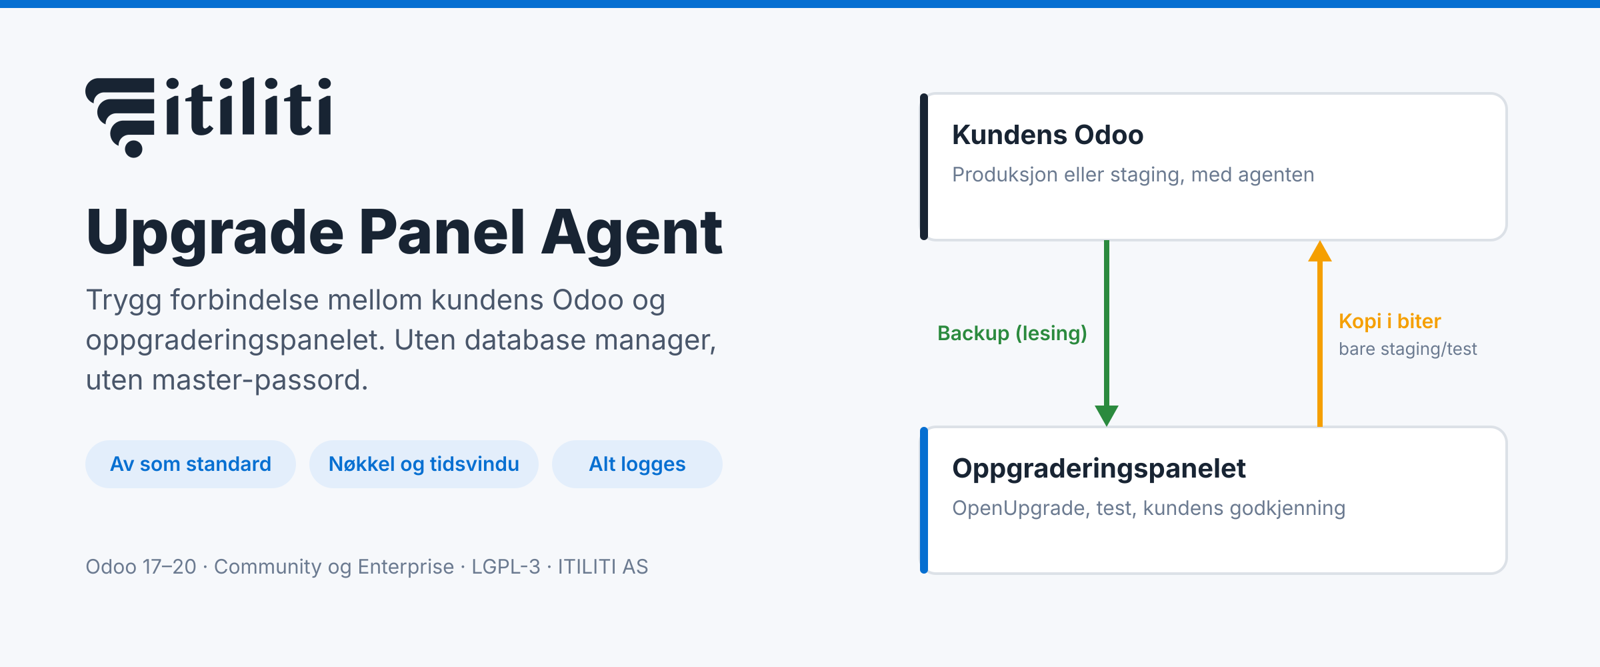 itiliti
Upgrade Panel Agent
Trygg forbindelse mellom kundens Odoo og
oppgraderingspanelet. Uten database manager,
uten master-passord.
Av som standard
Nøkkel og tidsvindu
Alt logges
Odoo 17–20 · Community og Enterprise · LGPL-3 · ITILITI AS
Kundens Odoo
Produksjon eller staging, med agenten
Backup (lesing)
Kopi i biter
bare staging/test
Oppgraderingspanelet
OpenUpgrade, test, kundens godkjenning